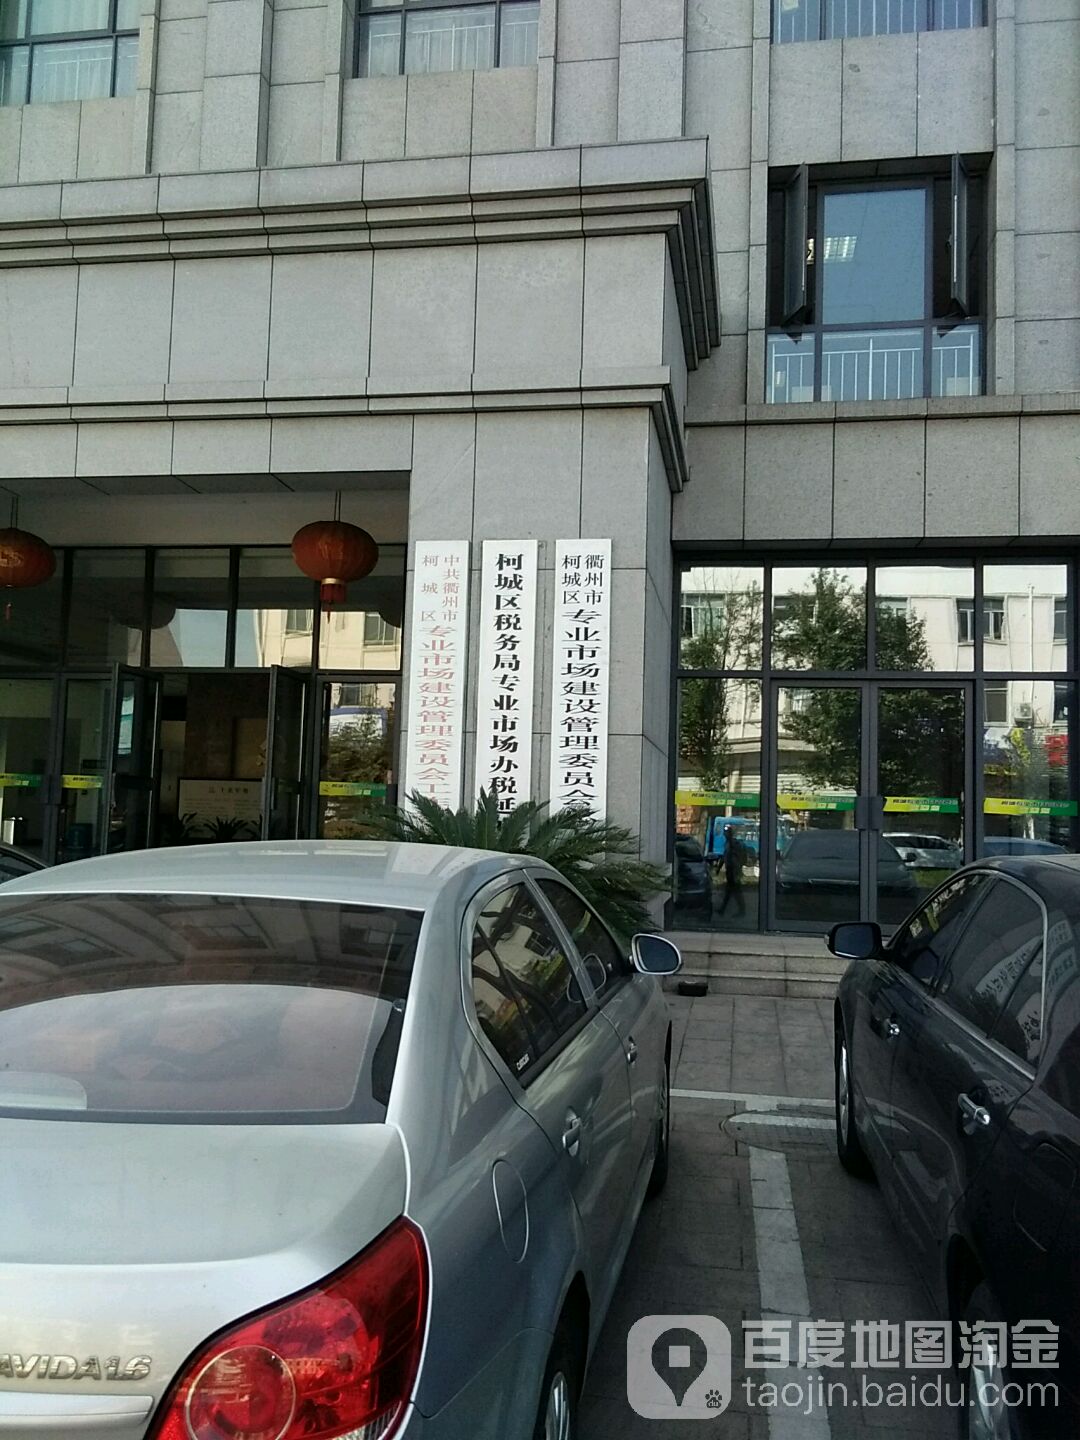 中共衢州市
柯城区
专业市场建设管理委员会工
柯城区税务局专业市场办税延
衢州市
柯城区
专业市场建设管理委员会
AVIDA1.6
百度地图淘金
taojin.baidu.com
du